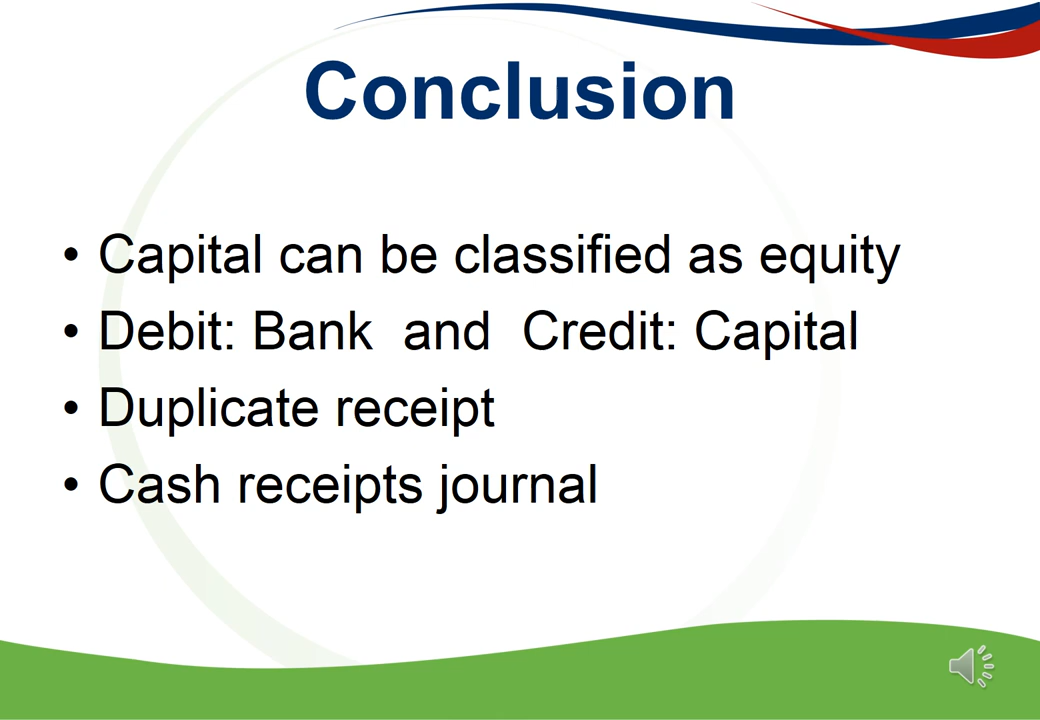 Conclusion
• Capital can be classified as equity
• Debit: Bank  and  Credit: Capital
• Duplicate receipt
• Cash receipts journal